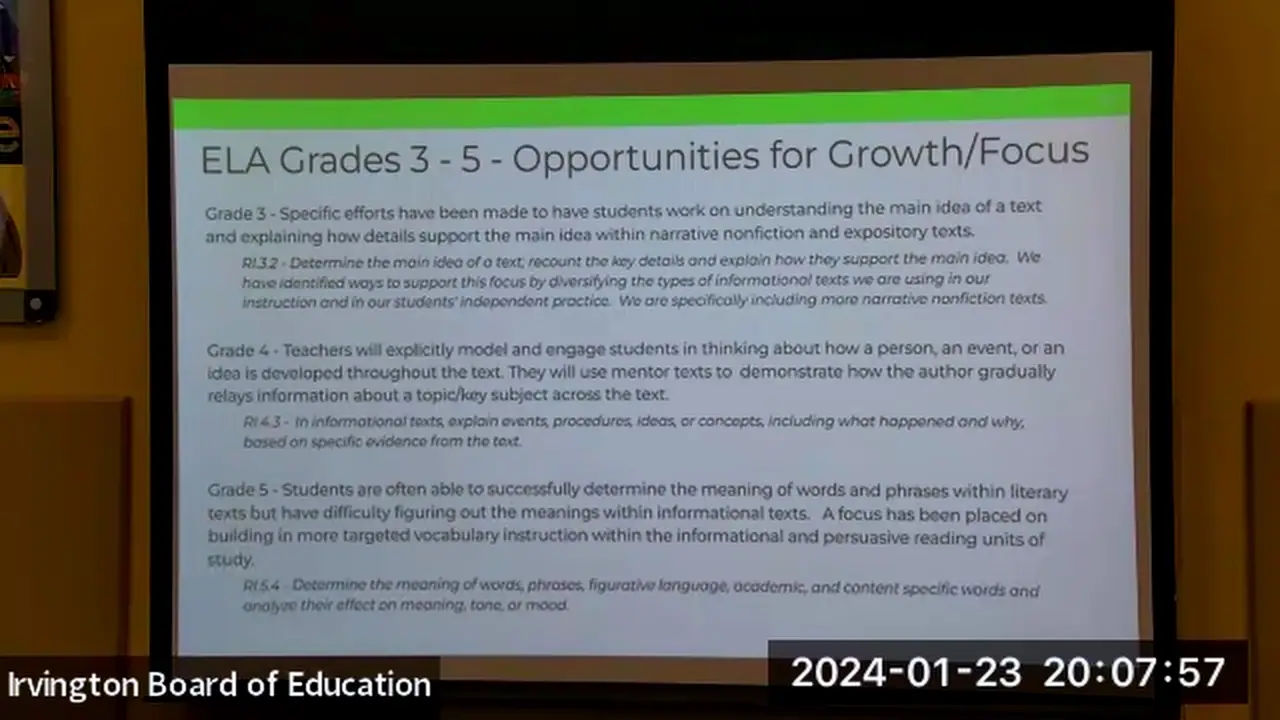 ELA Grades 3 - 5 - Opportunities for Growth/Focus
Grade 3 - Specific efforts have been made to have students work on understanding the main idea of a text
and explaining how details support the main idea within narrative nonfiction and expository texts.
RI.3.2 - Determine the main idea of a text; recount the key details and explain how they support the main idea. We
have identified ways to support this focus by diversifying the types of informational texts we are using in our
instruction and in our students' independent practice. We are specifically including more narrative nonfiction texts.
Grade 4 - Teachers will explicitly model and engage students in thinking about how a person, an event, or an
idea is developed throughout the text. They will use mentor texts to demonstrate how the author gradually
relays information about a topic/key subject across the text.
RI.4.3 - In informational texts, explain events, procedures, ideas, or concepts, including what happened and why,
based on specific evidence from the text.
Grade 5 - Students are often able to successfully determine the meaning of words and phrases within literary
texts but have difficulty figuring out the meanings within informational texts. A focus has been placed on
building in more targeted vocabulary instruction within the informational and persuasive reading units of
study.
RI.5.4 - Determine the meaning of words, phrases, figurative language, academic, and content specific words and
analyze their effect on meaning, tone, or mood.
Irvington Board of Education
2024-01-23 20:07:57